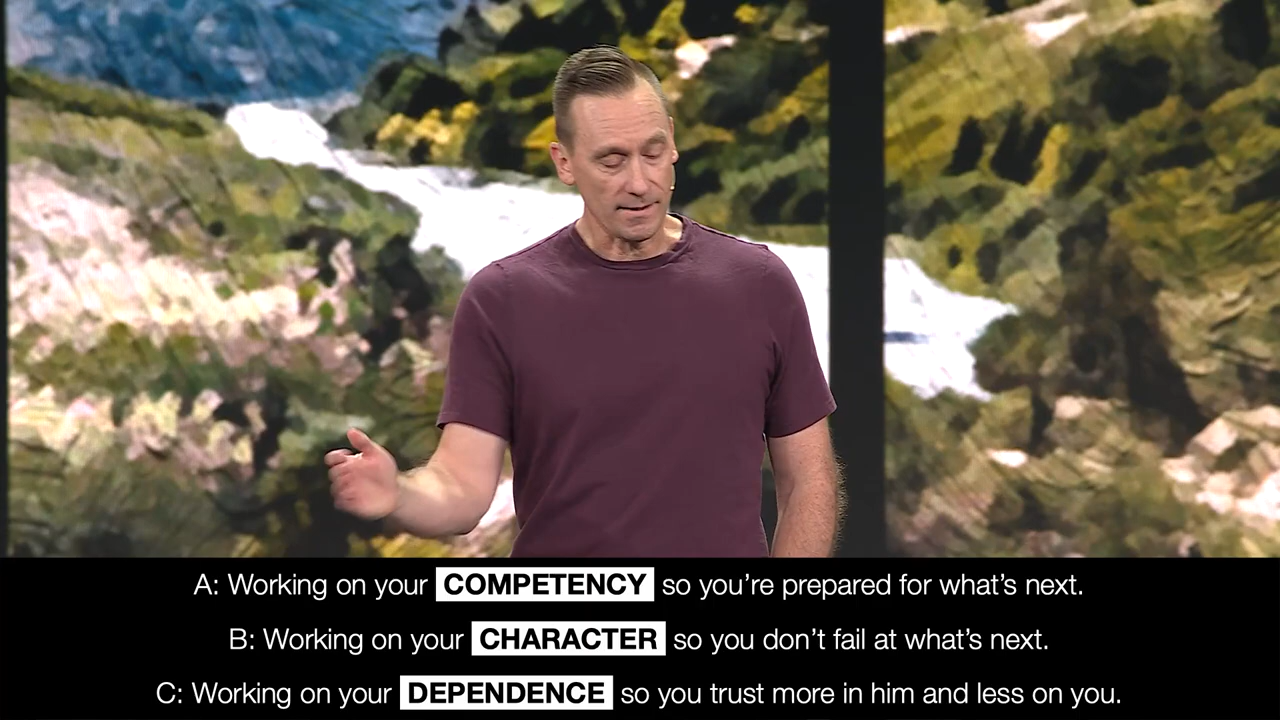 A: Working on your COMPETENCY so you’re prepared for what’s next.
B: Working on your CHARACTER so you don’t fail at what’s next.
C: Working on your DEPENDENCE so you trust more in him and less on you.